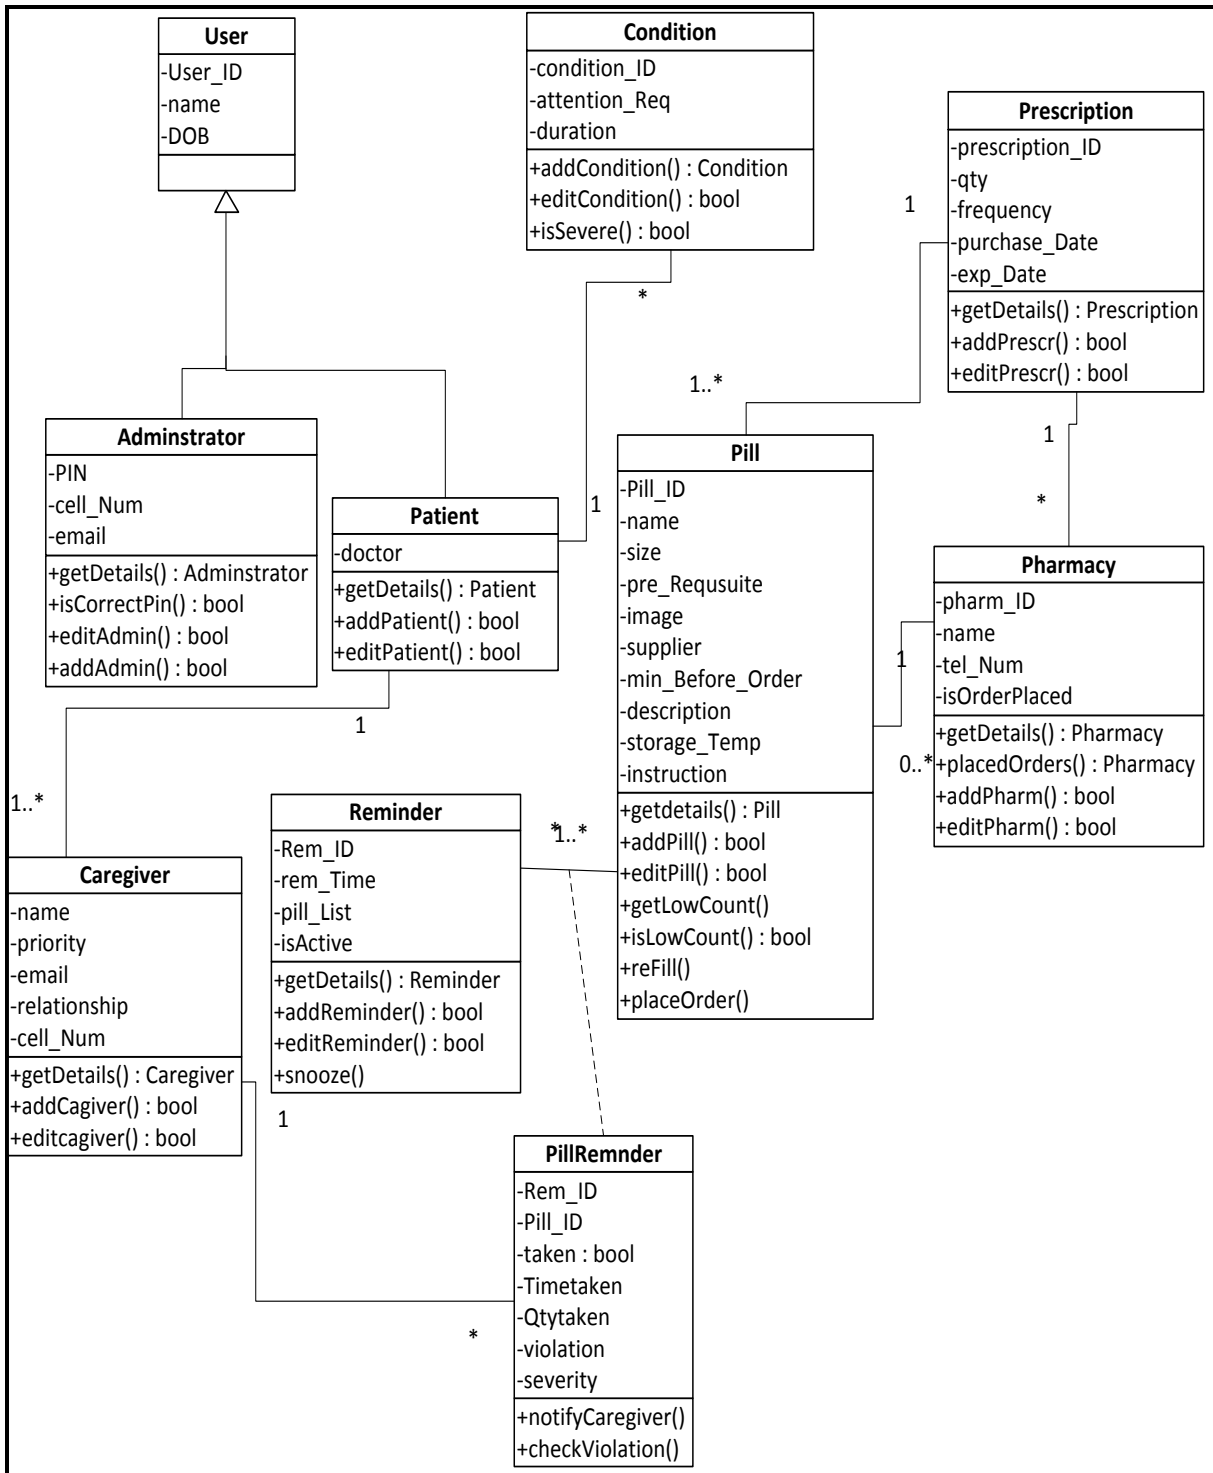 User
-User_ID
-name
-DOB
Condition
-condition_ID
-attention_Req
-duration
+addCondition() : Condition
+editCondition() : bool
+isSevere() : bool
*
Prescription
-prescription_ID
-qty
-frequency
-purchase_Date
-exp_Date
+getDetails() : Prescription
+addPrescr() : bool
+editPrescr() : bool
1
1..*
1
*
Adminstrator
-PIN
-cell_Num
-email
+getDetails() : Adminstrator
+isCorrectPin() : bool
+editAdmin() : bool
+addAdmin() : bool
Patient
-doctor
+getDetails() : Patient
+addPatient() : bool
+editPatient() : bool
1
1
1..*
Pill
-Pill_ID
-name
-size
-pre_Requsuite
-image
-supplier
-min_Before_Order
-description
-storage_Temp
-instruction
+getdetails() : Pill
+addPill() : bool
+editPill() : bool
+getLowCount()
+isLowCount() : bool
+reFill()
+placeOrder()
Pharmacy
-pharm_ID
-name
-tel_Num
-isOrderPlaced
+getDetails() : Pharmacy
+placedOrders() : Pharmacy
+addPharm() : bool
+editPharm() : bool
1
0..*
Reminder
-Rem_ID
-rem_Time
-pill_List
-isActive
+getDetails() : Reminder
+addReminder() : bool
+editReminder() : bool
+snooze()
*
1..*
Caregiver
-name
-priority
-email
-relationship
-cell_Num
+getDetails() : Caregiver
+addCagiver() : bool
+editcagiver() : bool
1
*
PillRemnder
-Rem_ID
-Pill_ID
-taken : bool
-Timetaken
-Qtytaken
-violation
-severity
+notifyCaregiver()
+checkViolation()